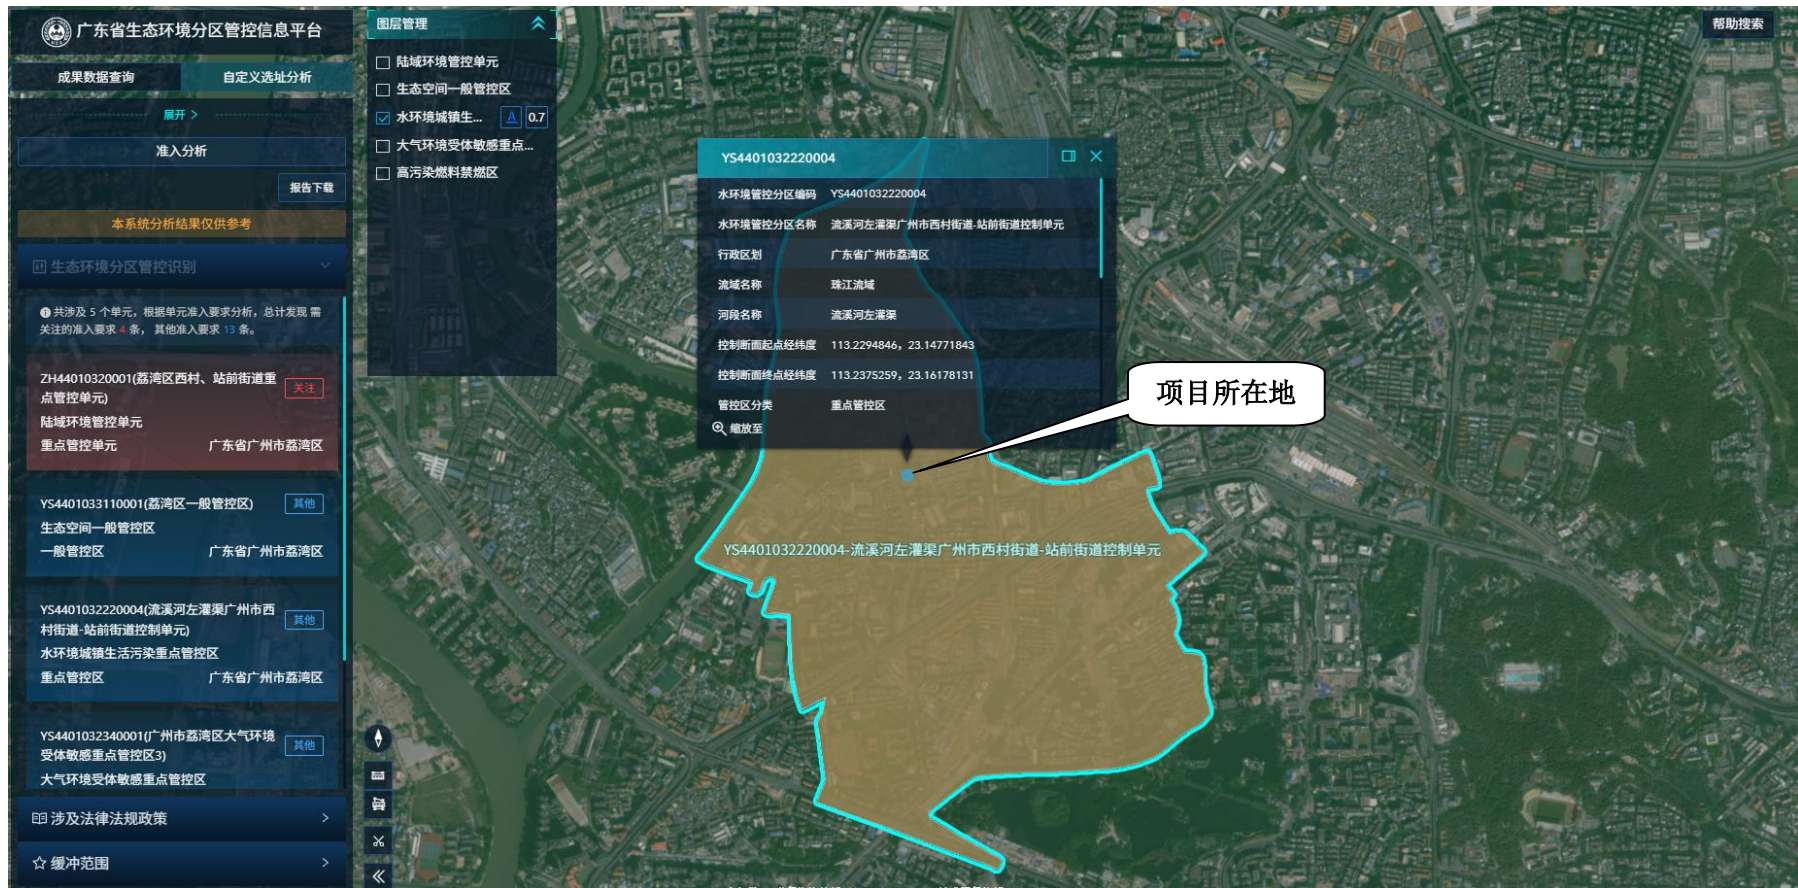 广东省生态环境分区管控信息平台
成果数据查询
自定义选址分析
展开 >
准入分析
报告下载
本系统分析结果仅供参考
生态环境分区管控识别
共涉及 5 个单元，根据单元准入要求分析，总计发现 需
关注的准入要求 4 条， 其他准入要求 13 条。
ZH44010320001(荔湾区西村、站前街道重
点管控单元)
关注
陆域环境管控单元
重点管控单元 广东省广州市荔湾区
YS4401033110001(荔湾区一般管控区)
其他
生态空间一般管控区
一般管控区 广东省广州市荔湾区
YS4401032220004(流溪河左灌渠广州市西
村街道-站前街道控制单元)
其他
水环境城镇生活污染重点管控区
重点管控区 广东省广州市荔湾区
YS4401032340001(广州市荔湾区大气环境
受体敏感重点管控区3)
其他
大气环境受体敏感重点管控区
涉及法律法规政策
缓冲范围
图层管理
陆域环境管控单元
生态空间一般管控区
水环境城镇生... A 0.7
大气环境受体敏感重点...
高污染燃料禁燃区
帮助搜索
YS4401032220004
水环境管控分区编码 YS4401032220004
水环境管控分区名称 流溪河左灌渠广州市西村街道-站前街道控制单元
行政区划 广东省广州市荔湾区
流域名称 珠江流域
河段名称 流溪河左灌渠
控制断面起点经纬度 113.2294846，23.14771843
控制断面终点经纬度 113.2375259，23.16178131
管控区分类 重点管控区
缩放至
项目所在地
YS4401032220004-流溪河左灌渠广州市西村街道-站前街道控制单元